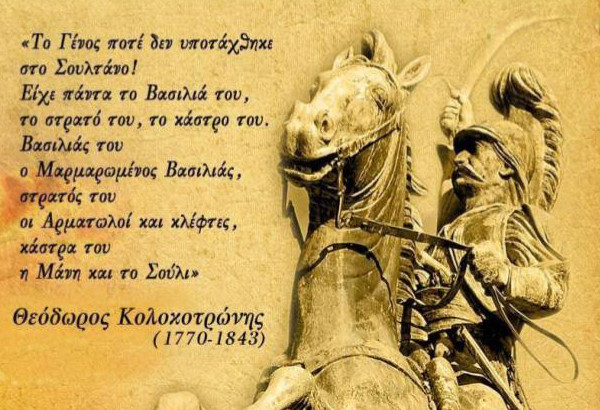 «Το Γένος ποτέ δεν υποτάχθηκε
στο Σουλτάνο!
Είχε πάντα το Βασιλιά του,
το στρατό του, το κάστρο του.
Βασιλιάς του
ο Μαρμαρωμένος Βασιλιάς,
στρατός του
οι Αρματωλοί και κλέφτες,
κάστρα του
η Μάνη και το Σούλι»
Θεόδωρος Κολοκοτρώνης
(1770-1843)